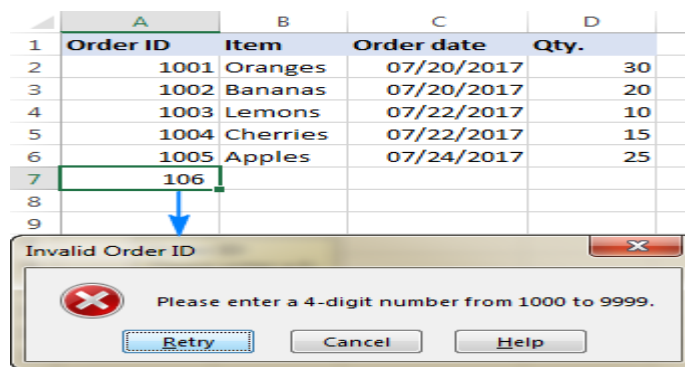 A B C D
1 Order ID Item Order date Qty.
2 1001 Oranges 07/20/2017 30
3 1002 Bananas 07/20/2017 20
4 1003 Lemons 07/22/2017 10
5 1004 Cherries 07/22/2017 15
6 1005 Apples 07/24/2017 25
7 106
8
9
Invalid Order ID
Please enter a 4-digit number from 1000 to 9999.
Retry Cancel Help